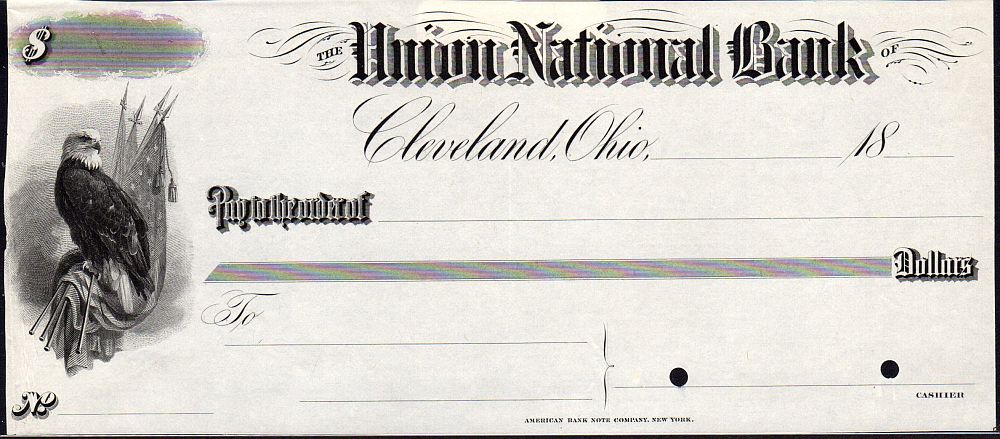 $
THE Union National Bank OF
Cleveland, Ohio, 18
Pay to the order of
Dollars
To
CASHIER
No
AMERICAN BANK NOTE COMPANY, NEW YORK.